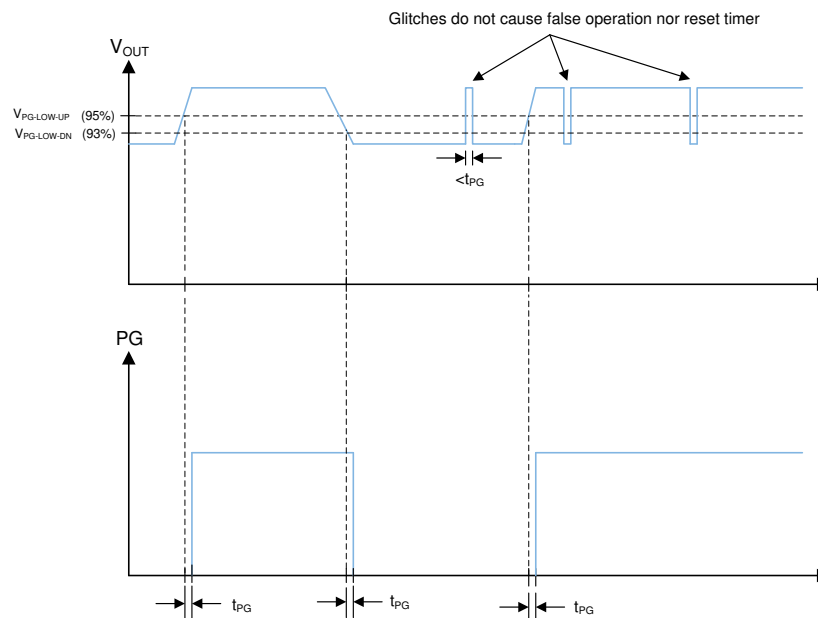 Glitches do not cause false operation nor reset timer
VOUT
VPG-LOW-UP (95%)
VPG-LOW-DN (93%)
<tPG
PG
tPG
tPG
tPG